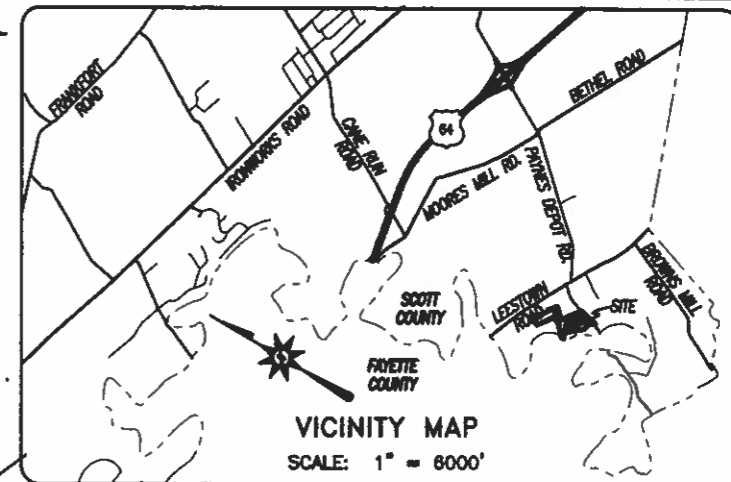 FRANKFORT
ROAD
IRONWORKS ROAD
CANE RUN
ROAD
64
MOORES MILL RD.
BETHEL ROAD
PAYNES DEPOT RD.
SCOTT
COUNTY
LEESTOWN
ROAD
SITE
BROWNS MILL
ROAD
FAYETTE
COUNTY
VICINITY MAP
SCALE: 1" = 6000'